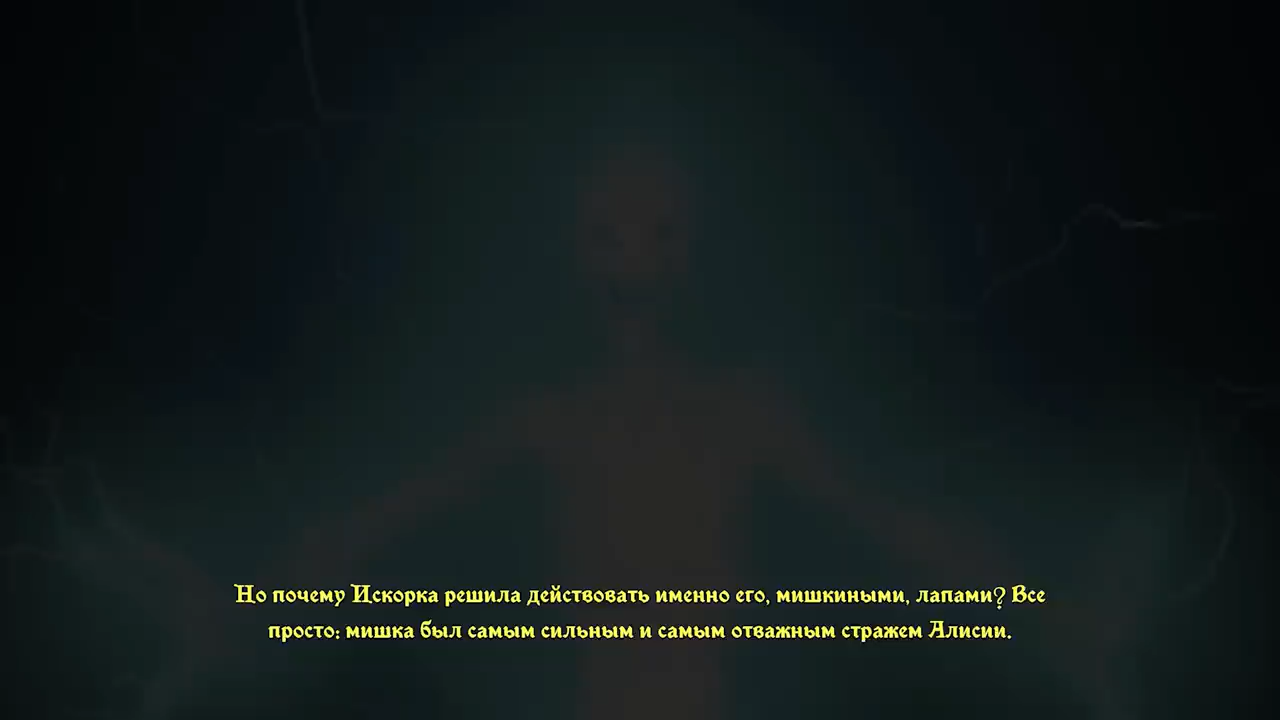 Но почему Искорка решила действовать именно его, мишкиными, лапами? Все
просто: мишка был самым сильным и самым отважным стражем Алисии.